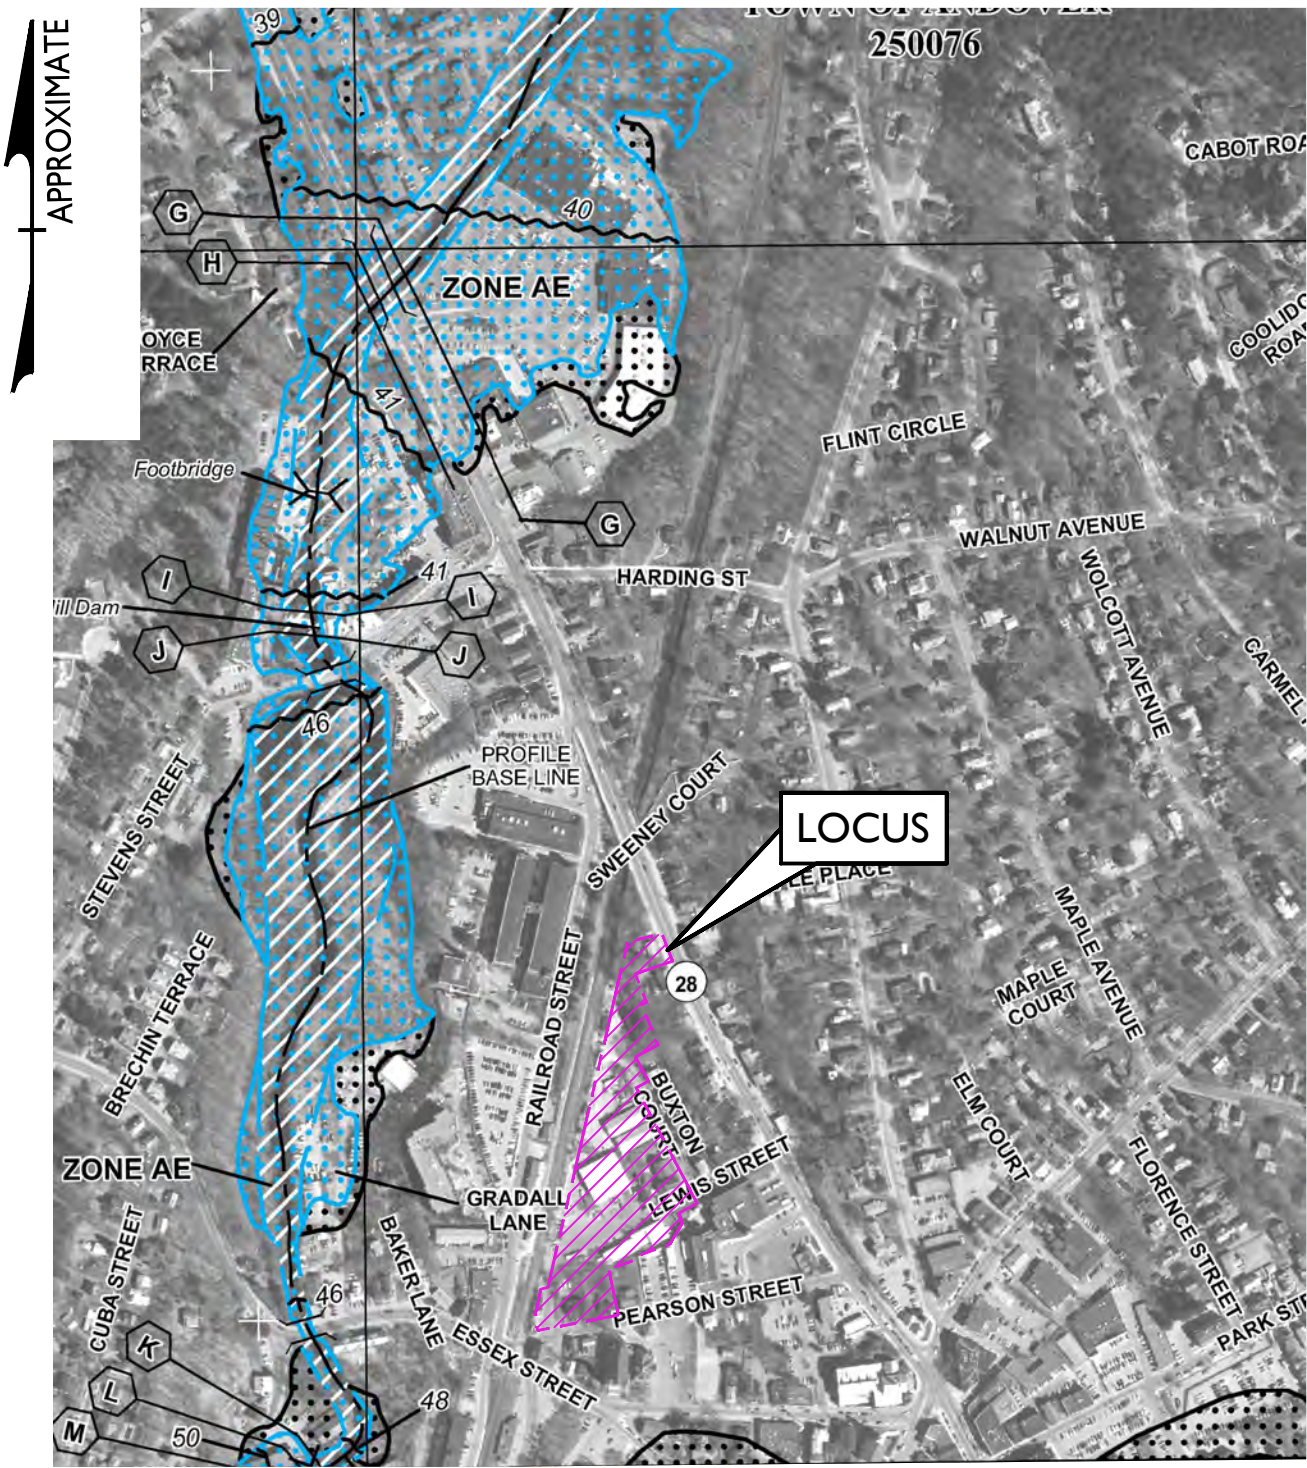 APPROXIMATE
39
TOWN OF ANDOVER
250076
CABOT ROA
G
40
H
ZONE AE
OYCE
RRACE
COOLIDG
ROA
41
FLINT CIRCLE
Footbridge
G
WALNUT AVENUE
HARDING ST
41
I
I
ill Dam
J
J
WOLCOTT AVENUE
CARMEL
46
PROFILE
BASE LINE
STEVENS STREET
SWEENEY COURT
LOCUS
LE PLACE
MAPLE AVENUE
28
MAPLE
COURT
RAILROAD STREET
BRECHIN TERRACE
BUXTON
COURT
ELM COURT
LEWIS STREET
FLORENCE STREET
ZONE AE
GRADALL
LANE
CUBA STREET
BAKER LANE
46
PEARSON STREET
PARK STR
ESSEX STREET
K
L
48
M
50